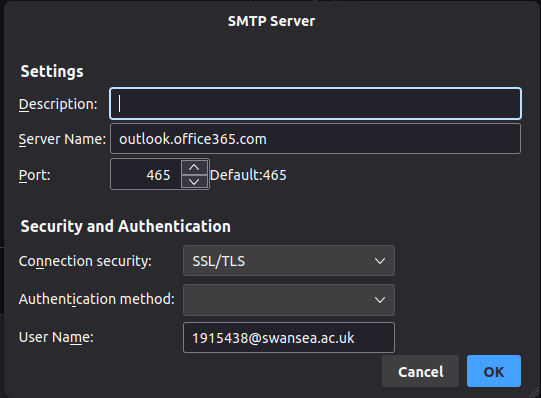 SMTP Server
Settings
Description:
Server Name: outlook.office365.com
Port: 465 Default:465
Security and Authentication
Connection security: SSL/TLS
Authentication method:
User Name: 1915438@swansea.ac.uk
Cancel OK